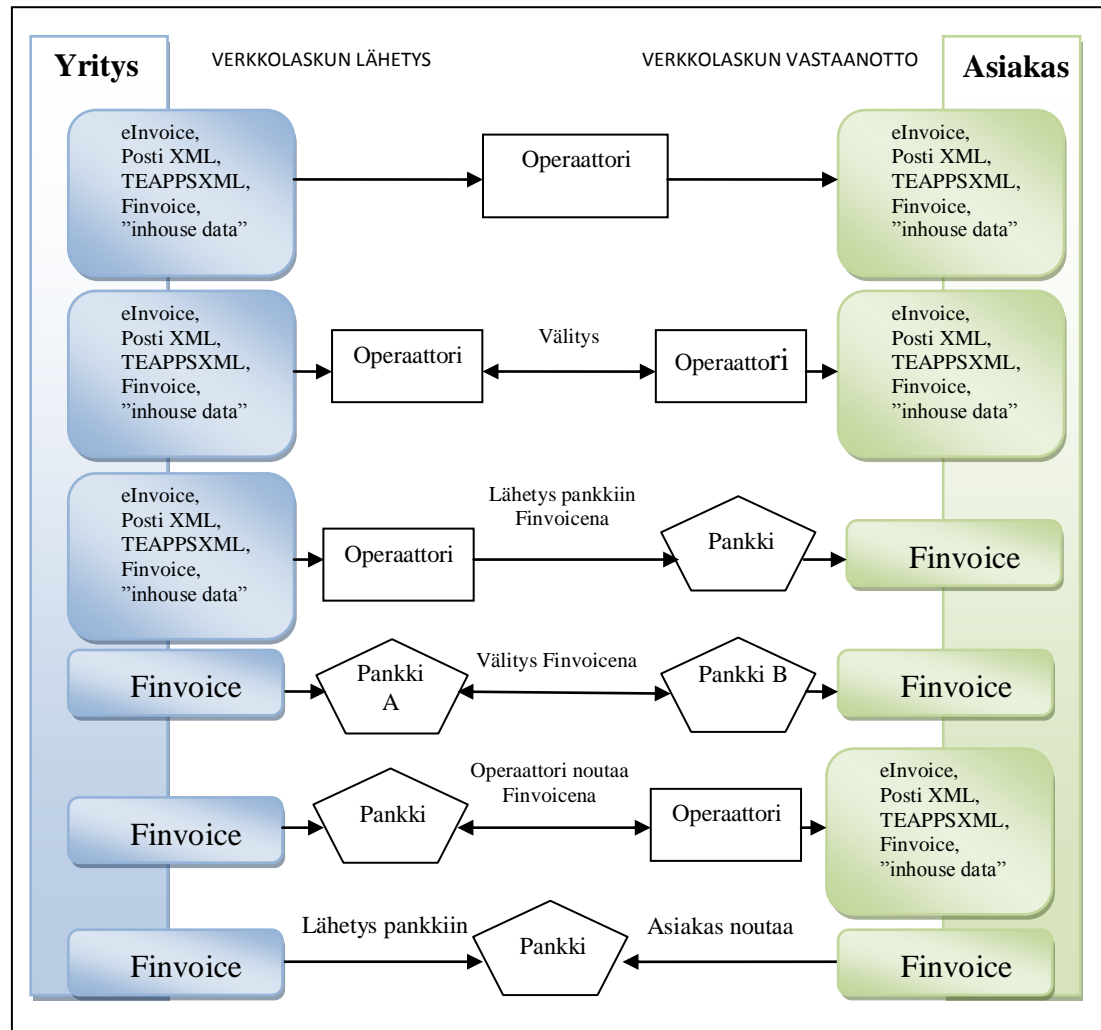 Yritys
VERKKOLASKUN LÄHETYS
VERKKOLASKUN VASTAANOTTO
Asiakas
eInvoice,
Posti XML,
TEAPPSXML,
Finvoice,
”inhouse data”
Operaattori
eInvoice,
Posti XML,
TEAPPSXML,
Finvoice,
”inhouse data”
eInvoice,
Posti XML,
TEAPPSXML,
Finvoice,
”inhouse data”
Operaattori
Välitys
Operaattori
eInvoice,
Posti XML,
TEAPPSXML,
Finvoice,
”inhouse data”
eInvoice,
Posti XML,
TEAPPSXML,
Finvoice,
”inhouse data”
Operaattori
Lähetys pankkiin
Finvoicena
Pankki
Finvoice
Finvoice
Pankki
A
Välitys Finvoicena
Pankki B
Finvoice
Finvoice
Pankki
Operaattori noutaa
Finvoicena
Operaattori
eInvoice,
Posti XML,
TEAPPSXML,
Finvoice,
”inhouse data”
Finvoice
Lähetys pankkiin
Pankki
Asiakas noutaa
Finvoice